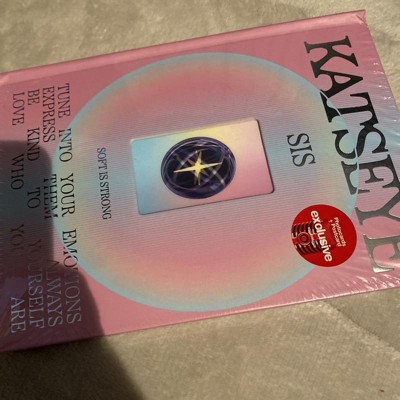 KATSEYE
SIS
SOFT IS STRONG
TUNE INTO YOUR EMOTIONS
EXPRESS THEM ALWAYS
BE KIND TO YOURSELF
LOVE WHO YOU ARE
exclusive